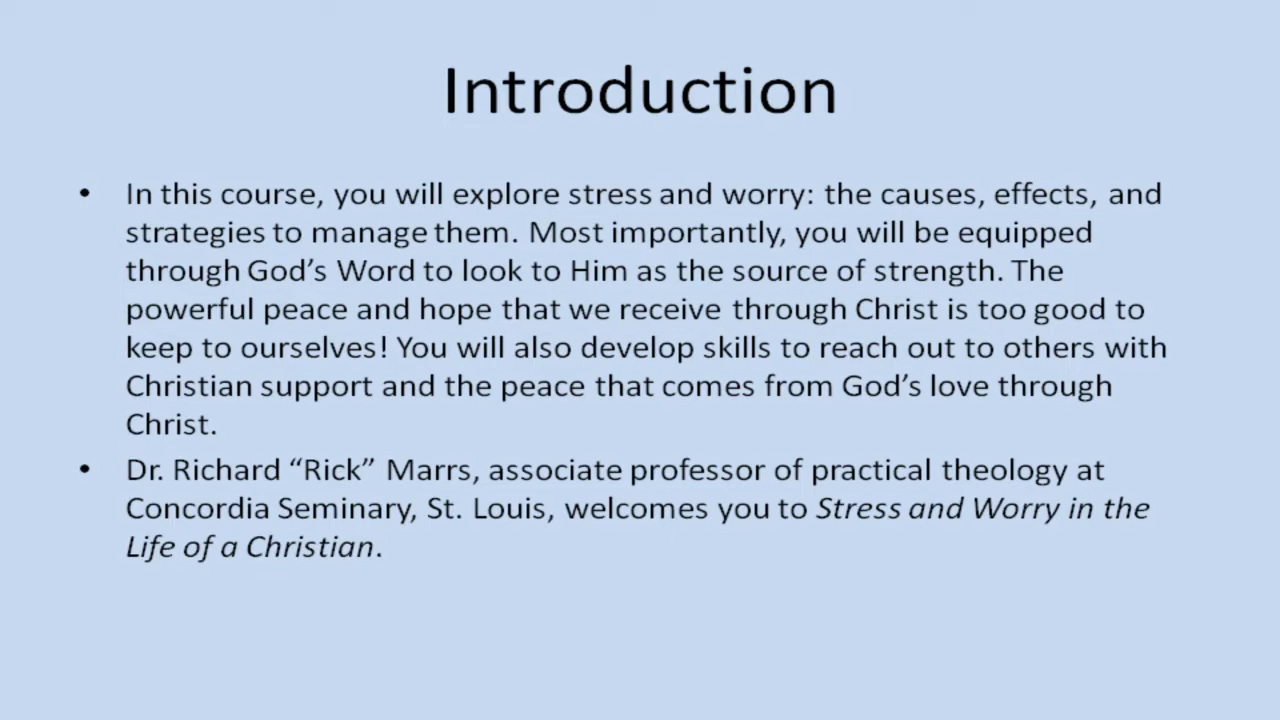 Introduction
• In this course, you will explore stress and worry: the causes, effects, and
strategies to manage them. Most importantly, you will be equipped
through God’s Word to look to Him as the source of strength. The
powerful peace and hope that we receive through Christ is too good to
keep to ourselves! You will also develop skills to reach out to others with
Christian support and the peace that comes from God’s love through
Christ.
• Dr. Richard “Rick” Marrs, associate professor of practical theology at
Concordia Seminary, St. Louis, welcomes you to Stress and Worry in the
Life of a Christian.